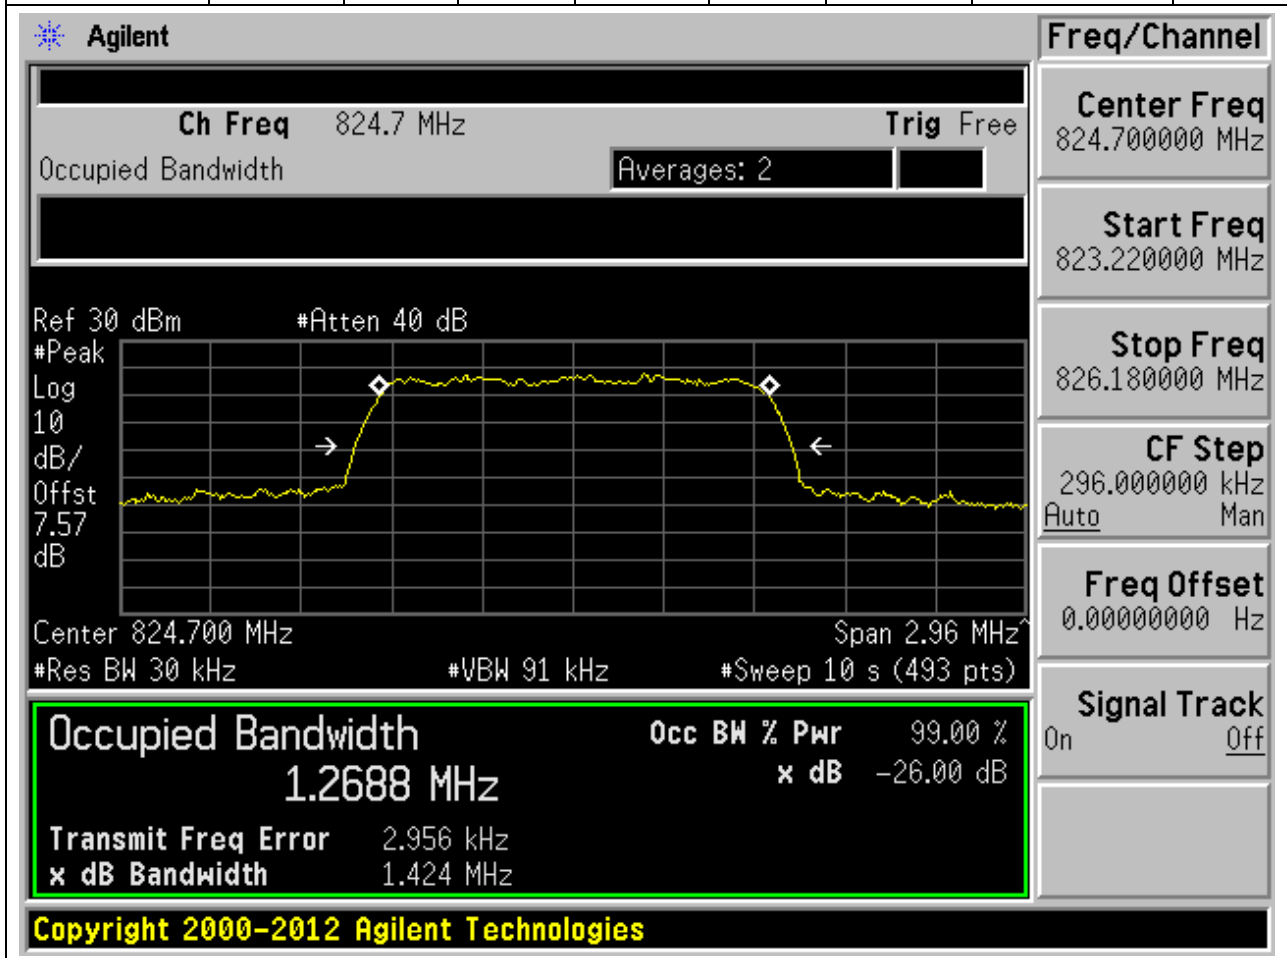 Agilent
Freq/Channel
Ch Freq 824.7 MHz Trig Free
Occupied Bandwidth Averages: 2
Center Freq
824.700000 MHz
Start Freq
823.220000 MHz
Stop Freq
826.180000 MHz
CF Step
296.000000 kHz
Auto Man
Freq Offset
0.00000000 Hz
Signal Track
On Off
Ref 30 dBm #Atten 40 dB
#Peak
Log
10
dB/
Offst
7.57
dB
Center 824.700 MHz Span 2.96 MHz^
#Res BW 30 kHz #VBW 91 kHz #Sweep 10 s (493 pts)
Occupied Bandwidth
1.2688 MHz
Occ BW % Pwr 99.00 %
x dB -26.00 dB
Transmit Freq Error 2.956 kHz
x dB Bandwidth 1.424 MHz
Copyright 2000-2012 Agilent Technologies